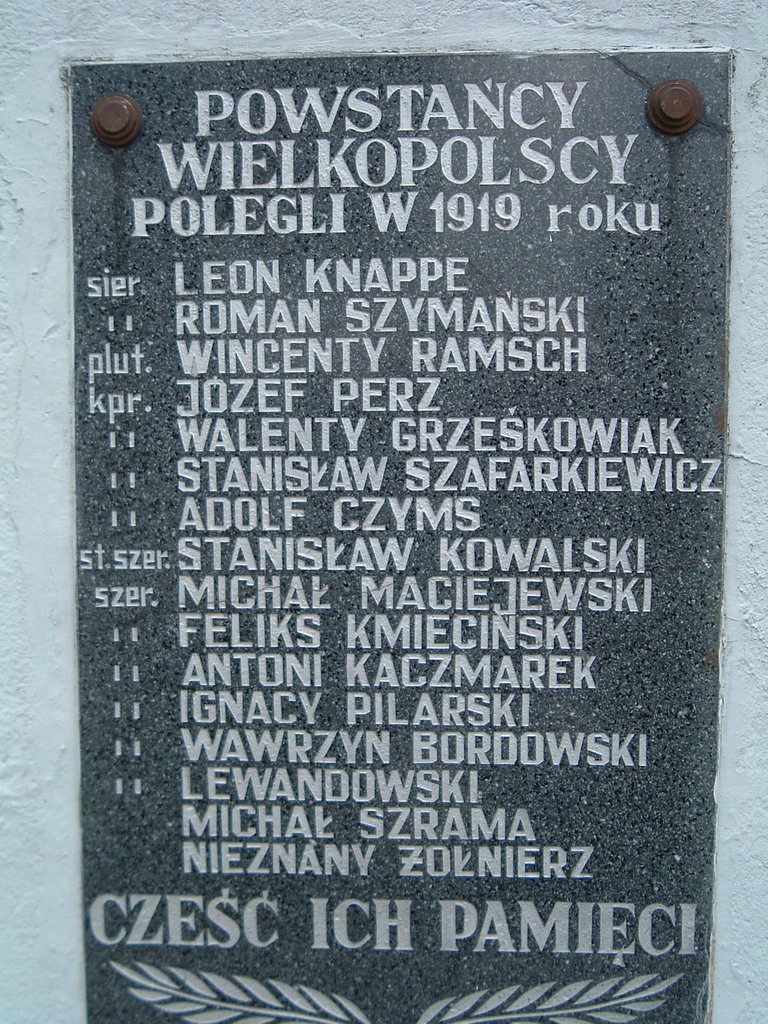 POWSTAŃCY
WIELKOPOLSCY
POLEGLI W 1919 roku
sier LEON KNAPPE
" ROMAN SZYMAŃSKI
plut. WINCENTY RAMSCH
kpr. JÓZEF PERZ
" WALENTY GRZEŚKOWIAK
" STANISŁAW SZAFARKIEWICZ
" ADOLF CZYMS
st.szer. STANISŁAW KOWALSKI
szer. MICHAŁ MACIEJEWSKI
" FELIKS KMIECIŃSKI
" ANTONI KACZMAREK
" IGNACY PILARSKI
" WAWRZYN BORDOWSKI
" LEWANDOWSKI
MICHAŁ SZRAMA
NIEZNANY ŻOŁNIERZ
CZEŚĆ ICH PAMIĘCI